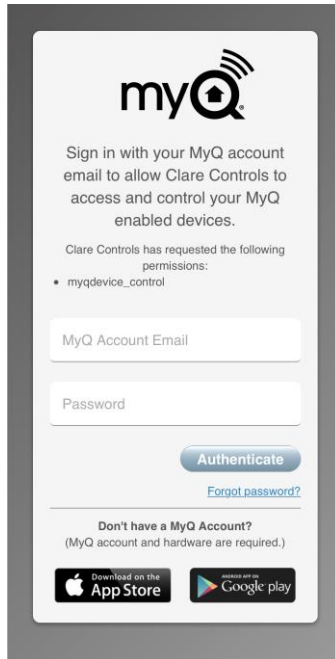 myQ
Sign in with your MyQ account
email to allow Clare Controls to
access and control your MyQ
enabled devices.
Clare Controls has requested the following
permissions:
• myqdevice_control
MyQ Account Email
Password
Authenticate
Forgot password?
Don't have a MyQ Account?
(MyQ account and hardware are required.)
Download on the
App Store
ANDROID APP ON
Google play